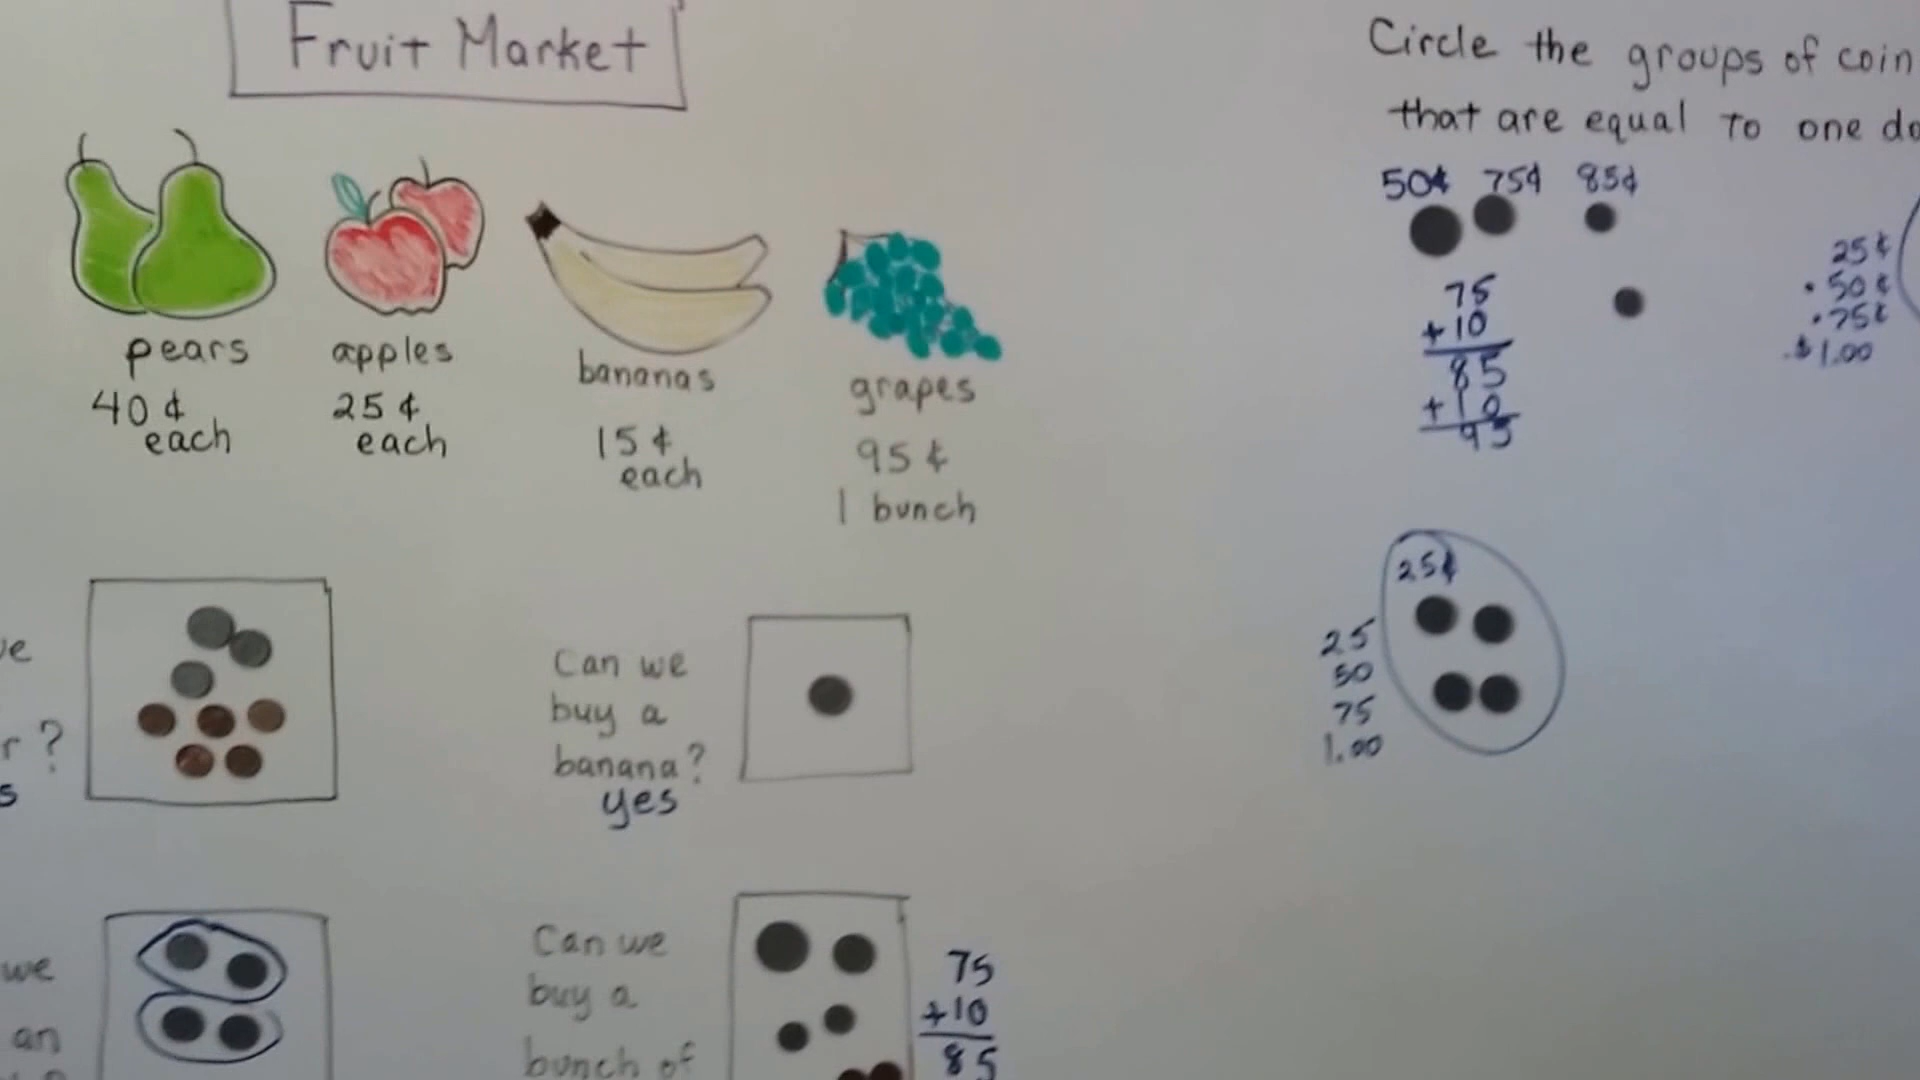 Fruit Market
pears
40 ¢
each
apples
25 ¢
each
bananas
15 ¢
each
grapes
95 ¢
1 bunch
Can we
buy a
banana?
yes
we
an
Can we
buy a
bunch of
75
+10
85
Circle the groups of coin
that are equal to one do
50¢ 75¢ 85¢
75
+10
85
+10
95
25¢
50¢
75¢
$1.00
25¢
25
50
75
1.00